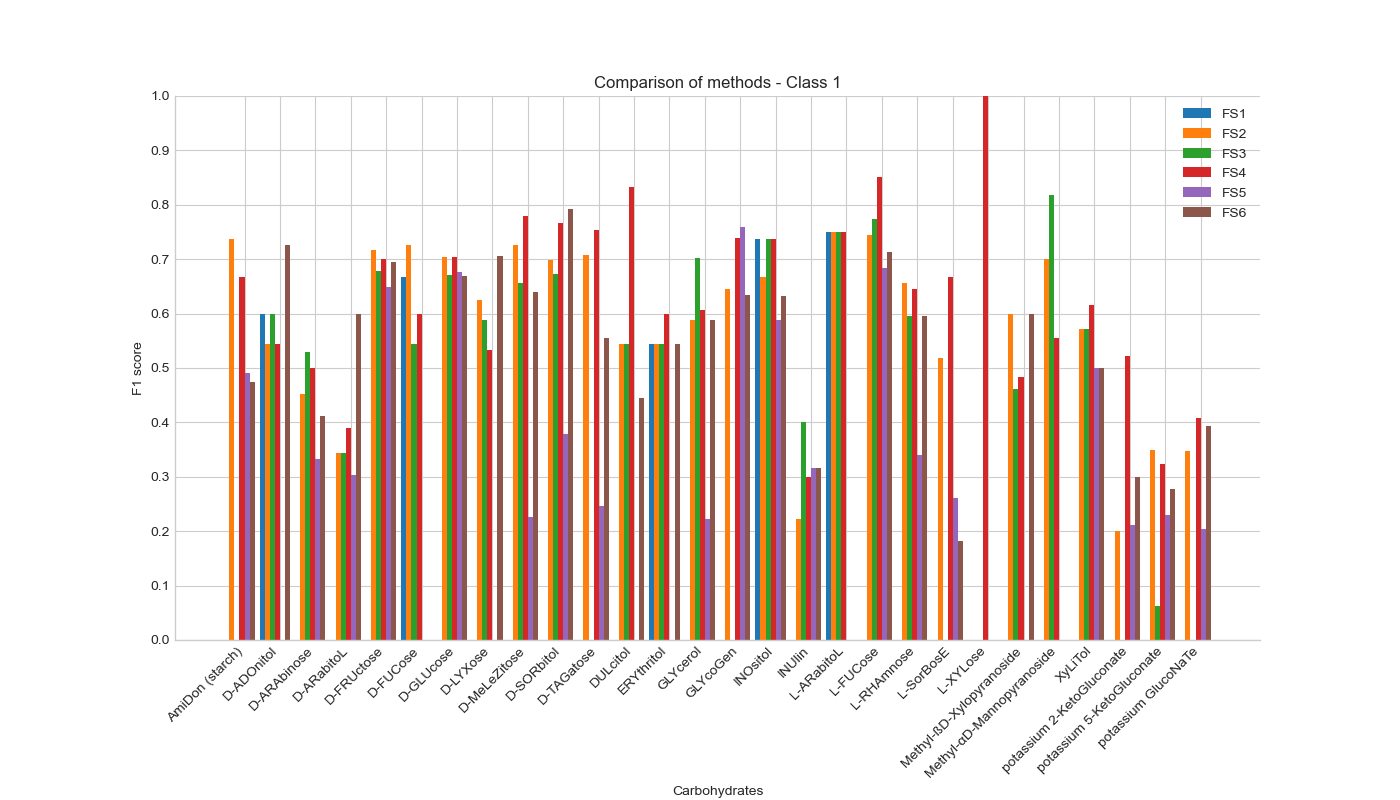 Comparison of methods - Class 1
1.0
0.9
0.8
0.7
0.6
0.5
0.4
0.3
0.2
0.1
0.0
F1 score
FS1
FS2
FS3
FS4
FS5
FS6
AmiDon (starch)
D-ADOnitol
D-ARAbinose
D-ARabitoL
D-FRUctose
D-FUCose
D-GLUcose
D-LYXose
D-MeLeZitose
D-SORbitol
D-TAGatose
DULcitol
ERYthritol
GLYcerol
GLYcoGen
INOsitol
INUlin
L-ARabitoL
L-FUCose
L-RHAmnose
L-SorBosE
L-XYLose
Methyl-ßD-Xylopyranoside
Methyl-αD-Mannopyranoside
XyLITol
potassium 2-KetoGluconate
potassium 5-KetoGluconate
potassium GlucoNaTe
Carbohydrates